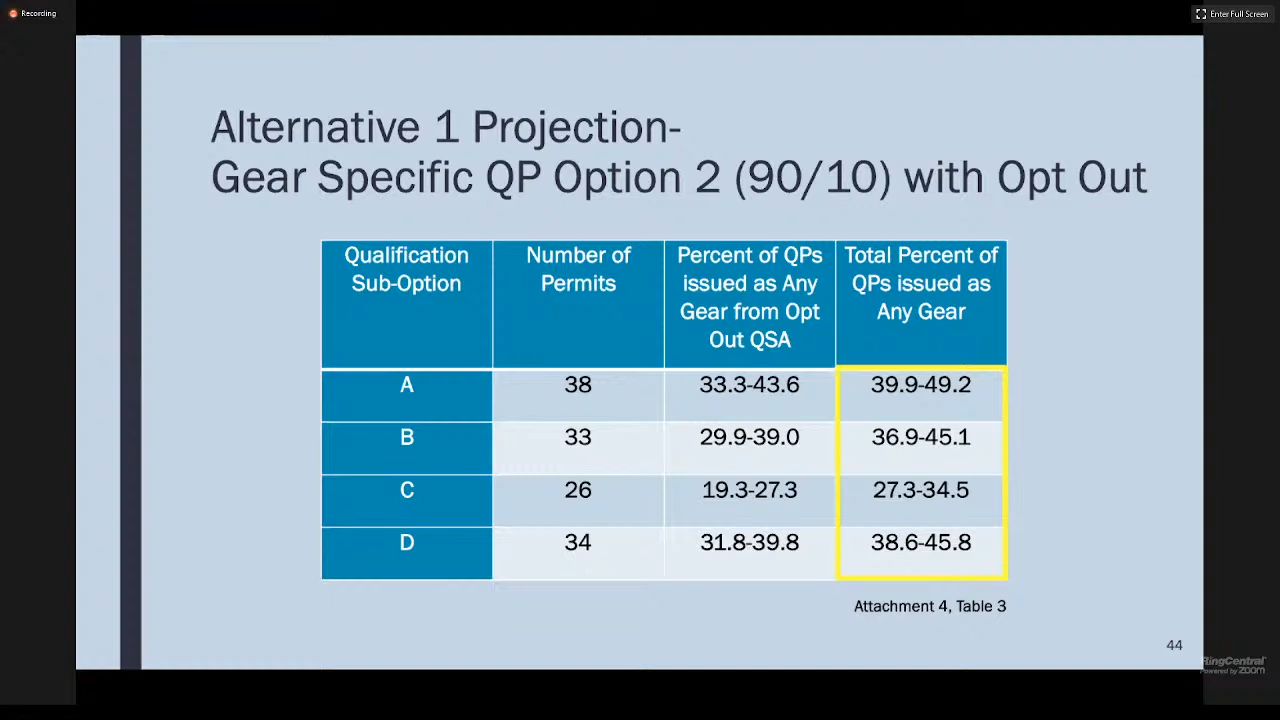 Recording
Enter Full Screen
Alternative 1 Projection-
Gear Specific QP Option 2 (90/10) with Opt Out
Qualification
Sub-Option
Number of
Permits
Percent of QPs
issued as Any
Gear from Opt
Out QSA
Total Percent of
QPs issued as
Any Gear
A 38 33.3-43.6 39.9-49.2
B 33 29.9-39.0 36.9-45.1
C 26 19.3-27.3 27.3-34.5
D 34 31.8-39.8 38.6-45.8
Attachment 4, Table 3
44
RingCentral
Powered by ZOOM